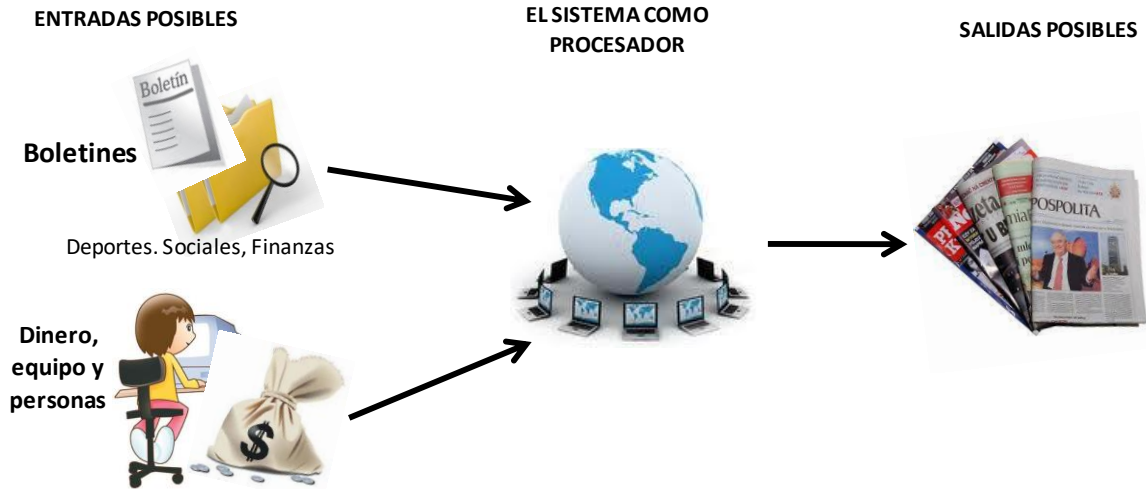 ENTRADAS POSIBLES
EL SISTEMA COMO
PROCESADOR
SALIDAS POSIBLES
Boletín
Boletines
Deportes. Sociales, Finanzas
Dinero,
equipo y
personas
$
POSPOLITA